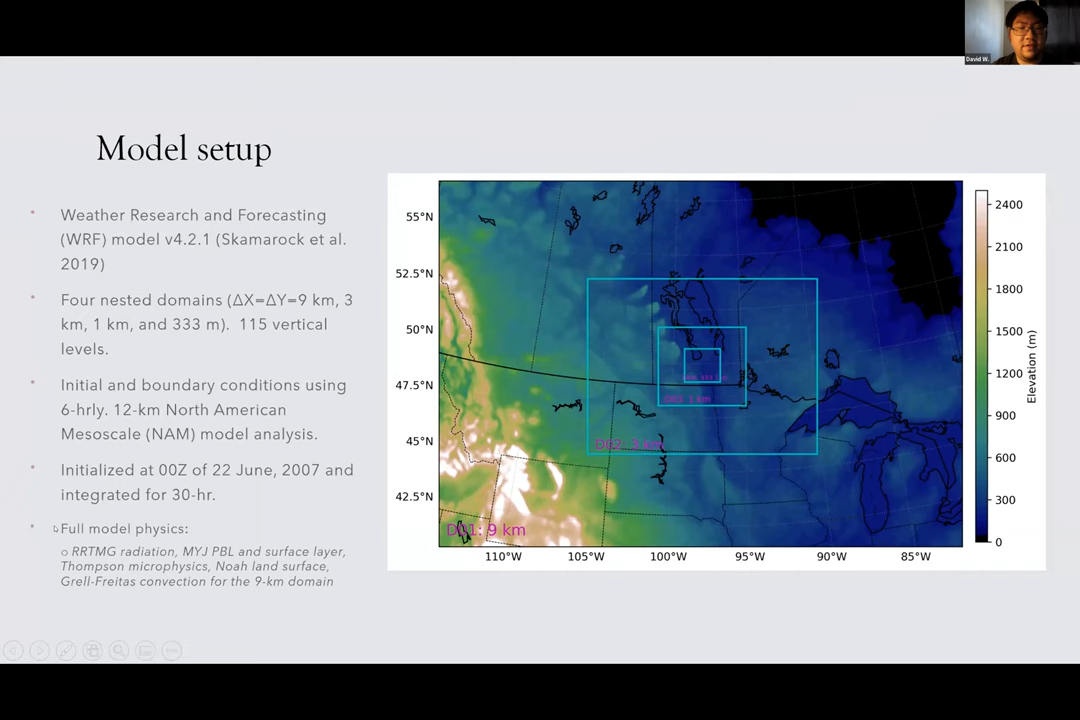 David W.
Model setup
Weather Research and Forecasting
(WRF) model v4.2.1 (Skamarock et al.
2019)
Four nested domains (ΔX=ΔY=9 km, 3
km, 1 km, and 333 m). 115 vertical
levels.
Initial and boundary conditions using
6-hrly. 12-km North American
Mesoscale (NAM) model analysis.
Initialized at 00Z of 22 June, 2007 and
integrated for 30-hr.
Full model physics:
RRTMG radiation, MYJ PBL and surface layer,
Thompson microphysics, Noah land surface,
Grell-Freitas convection for the 9-km domain
55°N
52.5°N
50°N
47.5°N
45°N
42.5°N
110°W
105°W
100°W
95°W
90°W
85°W
D01: 9 km
D02: 3 km
D03: 1 km
2400
2100
1800
1500
1200
900
600
300
0
Elevation (m)